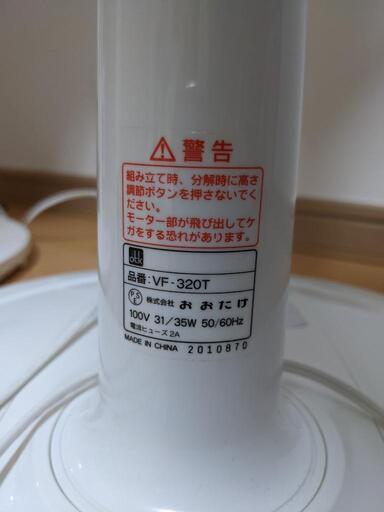 ⚠警告
組み立て時、分解時に高さ
調節ボタンを押さないでく
ださい。
モーター部が飛び出してケ
ガをする恐れがあります。
otk
品番:VF-320T
PSE 株式会社 おおたけ
100V 31/35W 50/60Hz
電流ヒューズ2A
MADE IN CHINA 2010870